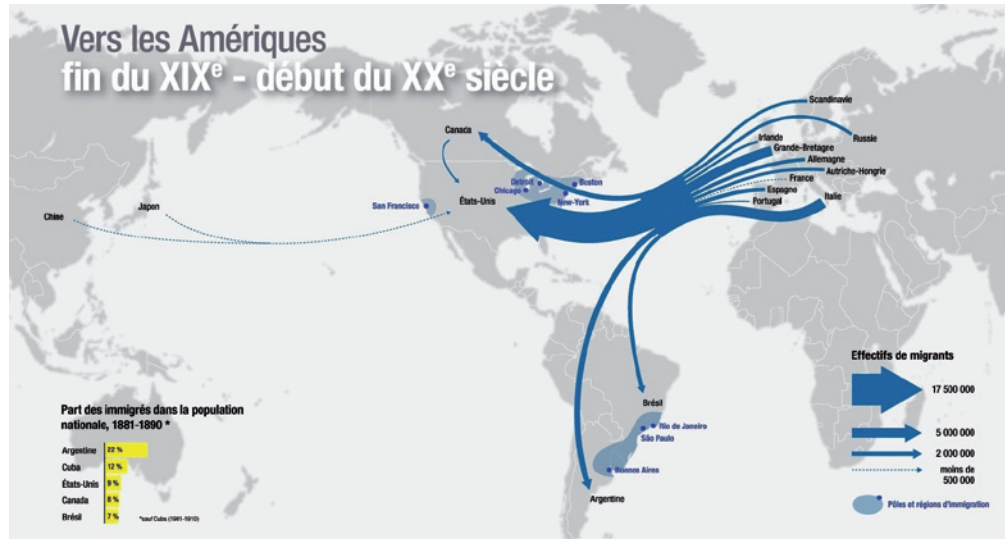 Vers les Amériques
fin du XIXe - début du XXe siècle
Scandinavie
Canada
Irlande
Russie
Grande-Bretagne
Allemagne
Autriche-Hongrie
France
Espagne
Portugal
Italie
Detroit
Boston
Chicago
New-York
États-Unis
San Francisco
Japon
Chine
Brésil
Rio de Janeiro
São Paulo
Buenos Aires
Argentine
Effectifs de migrants
17 500 000
5 000 000
2 000 000
moins de
500 000
Pôles et régions d'immigration
Part des immigrés dans la population
nationale, 1881-1890 *
Argentine 22 %
Cuba 12 %
États-Unis 9 %
Canada 8 %
Brésil 7 %
*sauf Cuba (1901-1910)